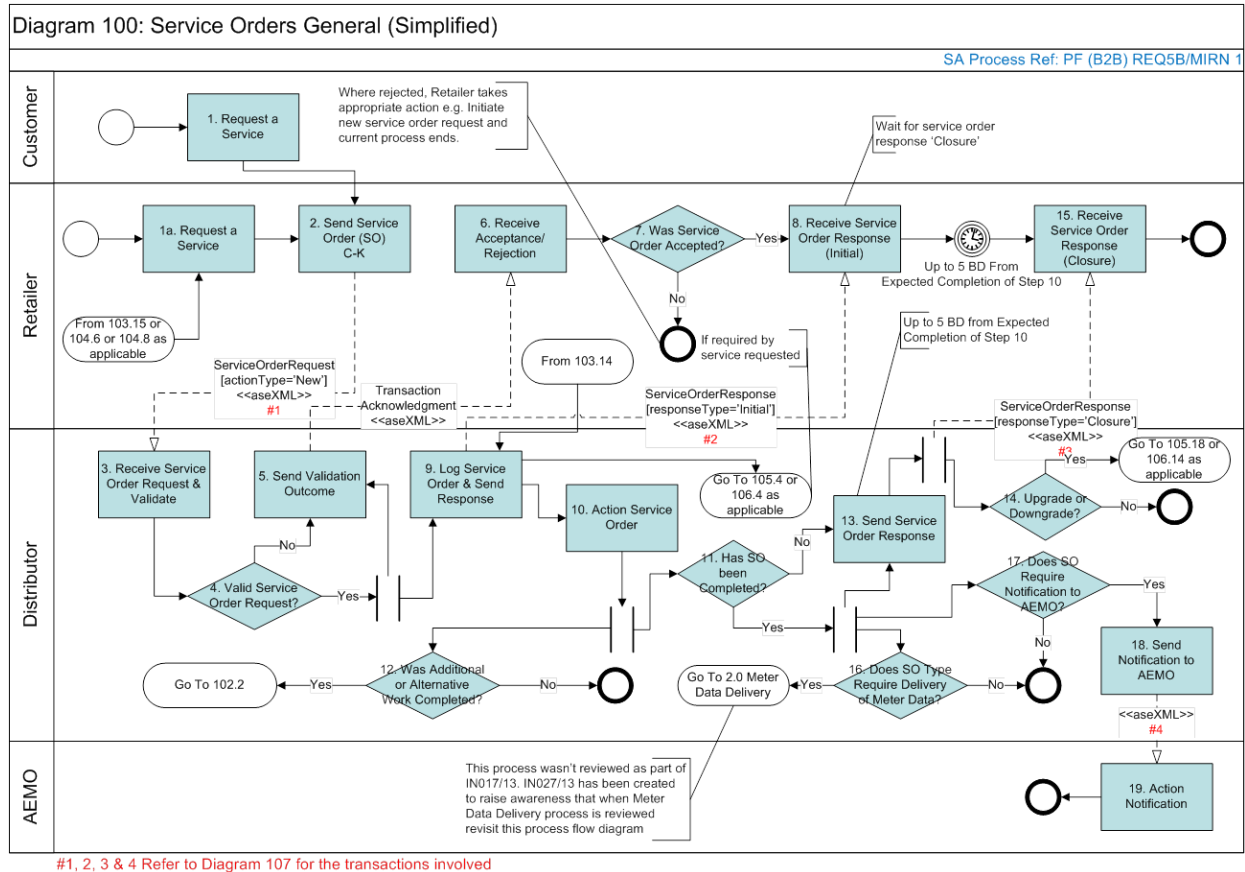 Diagram 100: Service Orders General (Simplified)
SA Process Ref: PF (B2B) REQ5B/MIRN 1
Customer
1. Request a
Service
Where rejected, Retailer takes
appropriate action e.g. Initiate
new service order request and
current process ends.
Wait for service order
response ‘Closure’
Retailer
1a. Request a
Service
2. Send Service
Order (SO)
C-K
6. Receive
Acceptance/
Rejection
7. Was Service
Order Accepted?
Yes
No
8. Receive Service
Order Response
(Initial)
Up to 5 BD From
Expected Completion of Step 10
15. Receive
Service Order
Response
(Closure)
From 103.15 or
104.6 or 104.8 as
applicable
If required by
service requested
Up to 5 BD from Expected
Completion of Step 10
From 103.14
ServiceOrderRequest
[actionType='New']
<<aseXML>>
#1
Transaction
Acknowledgment
<<aseXML>>
ServiceOrderResponse
[responseType='Initial']
<<aseXML>>
#2
ServiceOrderResponse
[responseType='Closure']
<<aseXML>>
#3
Distributor
3. Receive Service
Order Request &
Validate
5. Send Validation
Outcome
9. Log Service
Order & Send
Response
Go To 105.4 or
106.4 as
applicable
10. Action Service
Order
13. Send Service
Order Response
14. Upgrade or
Downgrade?
Yes
No
Go To 105.18 or
106.14 as
applicable
4. Valid Service
Order Request?
No
Yes
11. Has SO
been
Completed?
No
Yes
17. Does SO
Require
Notification to
AEMO?
Yes
No
18. Send
Notification to
AEMO
12. Was Additional
or Alternative
Work Completed?
Yes
No
Go To 102.2
Go To 2.0 Meter
Data Delivery
16. Does SO Type
Require Delivery
of Meter Data?
Yes
No
<<aseXML>>
#4
AEMO
This process wasn’t reviewed as part of
IN017/13. IN027/13 has been created
to raise awareness that when Meter
Data Delivery process is reviewed
revisit this process flow diagram
19. Action
Notification
#1, 2, 3 & 4 Refer to Diagram 107 for the transactions involved